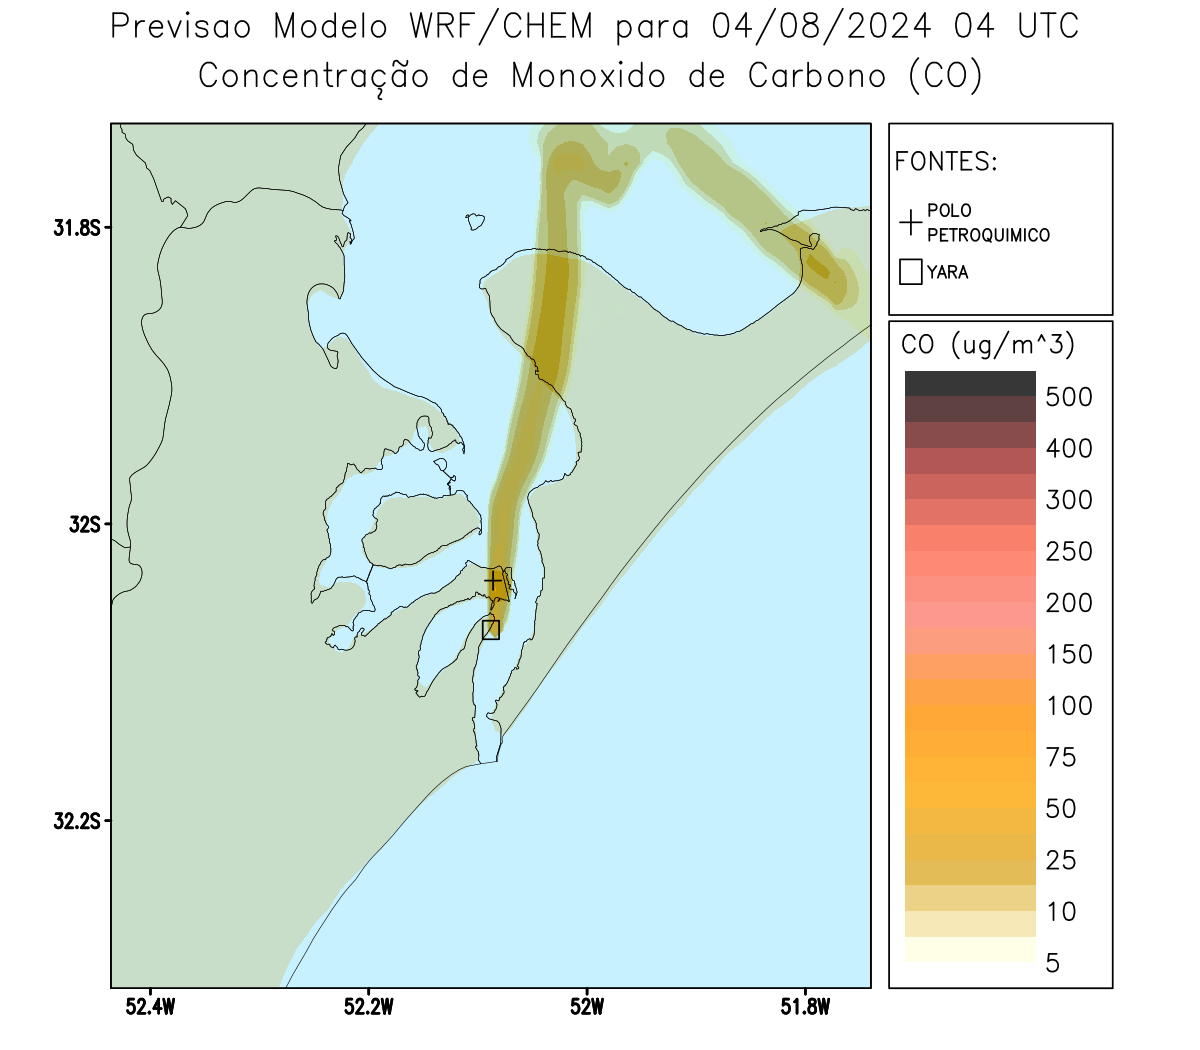 Previsao Modelo WRF/CHEM para 04/08/2024 04 UTC
Concentração de Monoxido de Carbono (CO)
FONTES:
POLO
PETROQUIMICO
YARA
CO (ug/m^3)
500
400
300
250
200
150
100
75
50
25
10
5
31.8S
32S
32.2S
52.4W
52.2W
52W
51.8W